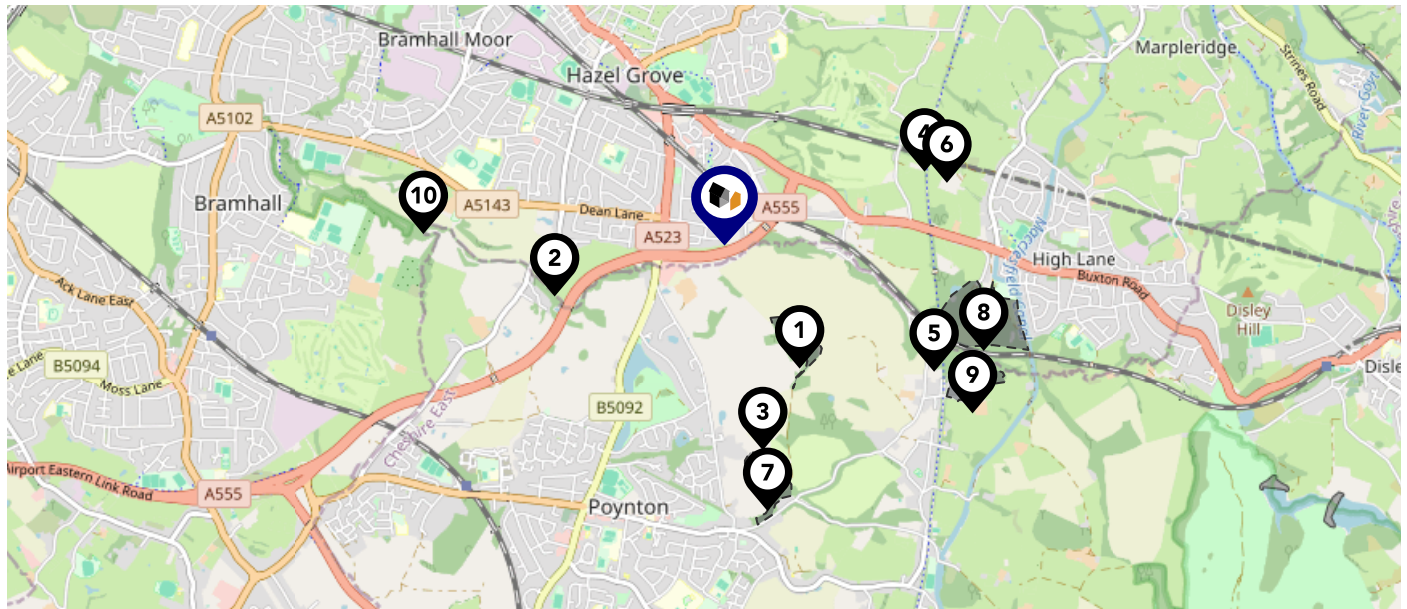 Bramhall Moor
Marpleridge
Hazel Grove
Strines Road
River Goyt
A5102
4
6
10
Bramhall
A5143
Dean Lane
A555
A523
2
Macclesfield Canal
High Lane
Buxton Road
Ack Lane East
1
5
8
Disley
Hill
B5094
Moss Lane
9
Disle
B5092
3
Cheshire East
7
Airport Eastern Link Road
A555
Poynton